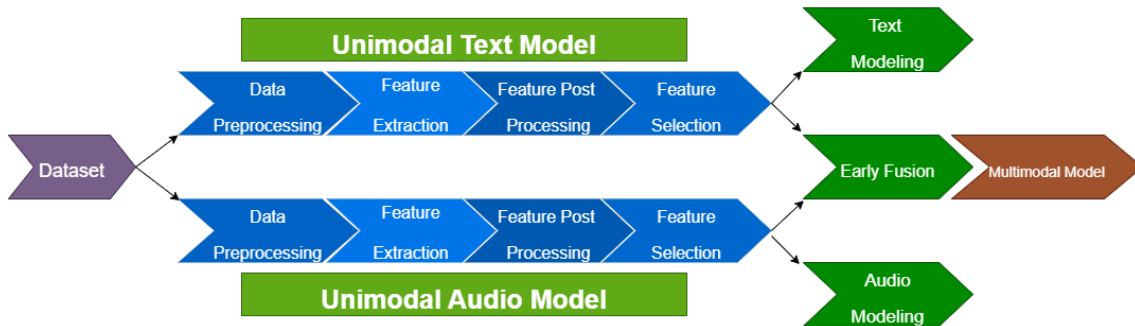 Unimodal Text Model
Text
Modeling
Data
Preprocessing
Feature
Extraction
Feature Post
Processing
Feature
Selection
Dataset
Early Fusion
Multimodal Model
Data
Preprocessing
Feature
Extraction
Feature Post
Processing
Feature
Selection
Unimodal Audio Model
Audio
Modeling